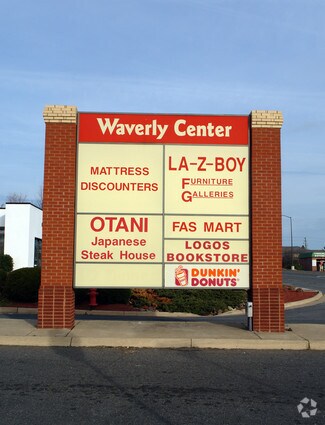 Waverly Center
MATTRESS
DISCOUNTERS
LA-Z-BOY
FURNITURE
GALLERIES
OTANI
Japanese
Steak House
FAS MART
LOGOS
BOOKSTORE
DUNKIN'
DONUTS